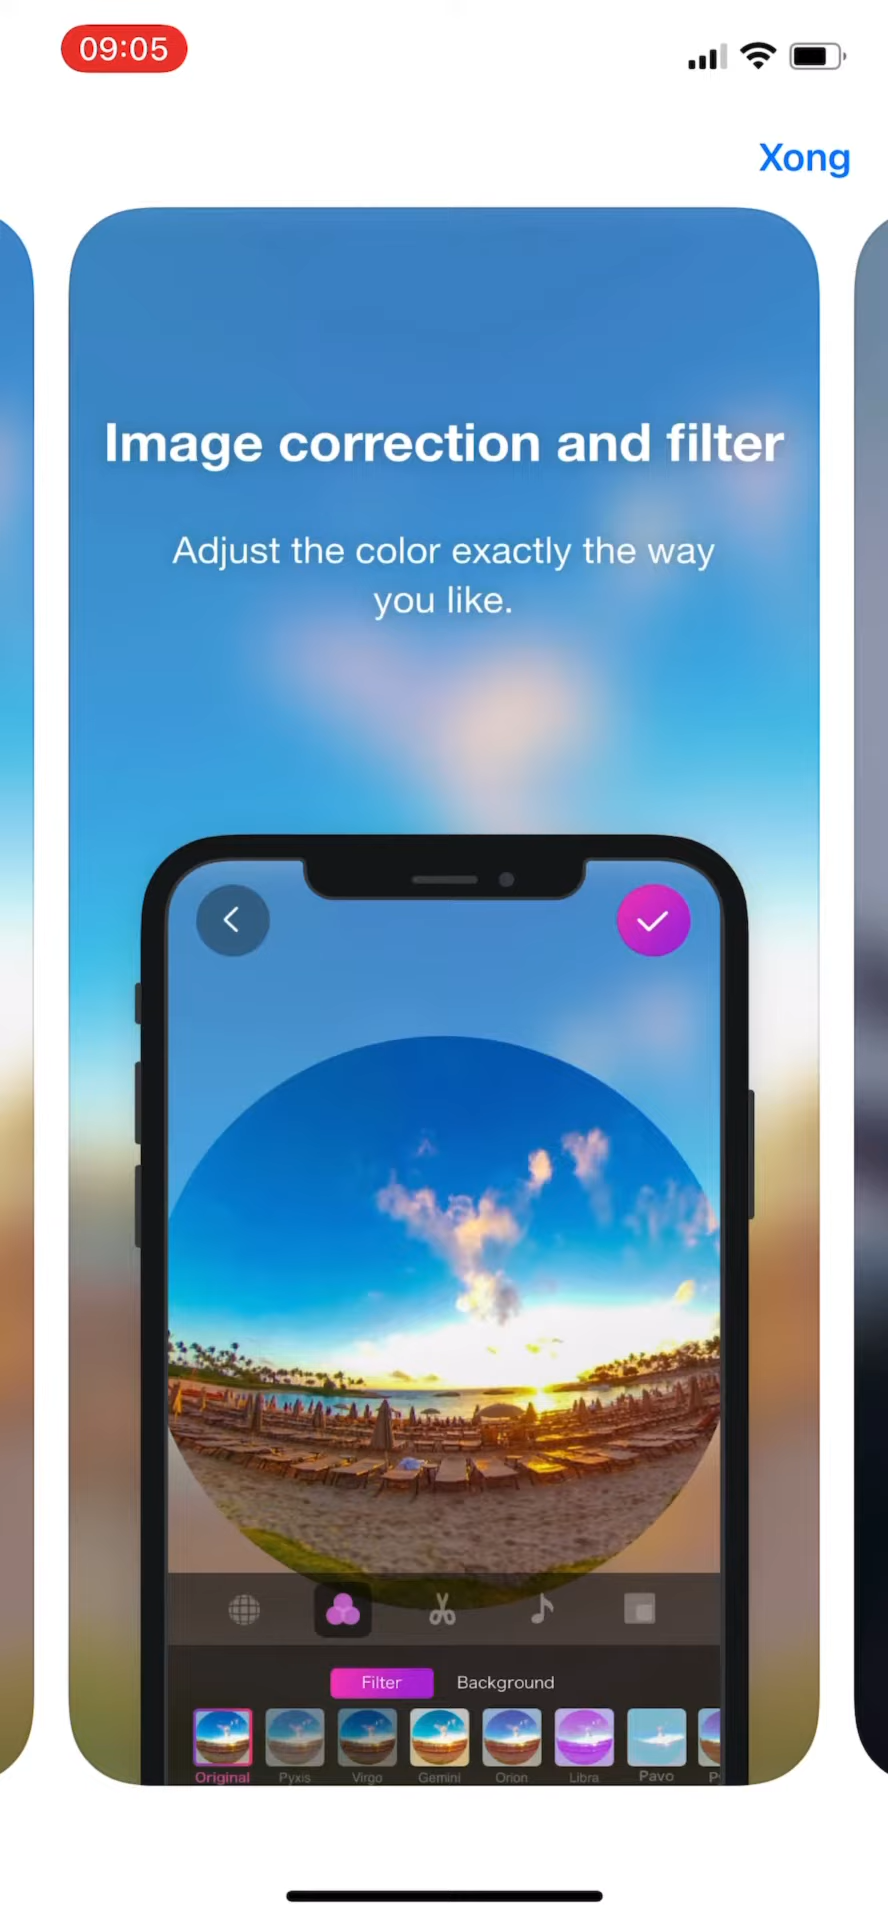 09:05
Xong
Image correction and filter
Adjust the color exactly the way
you like.
Filter
Background
Original
Pyxis
Virgo
Gemini
Orion
Libra
Pavo